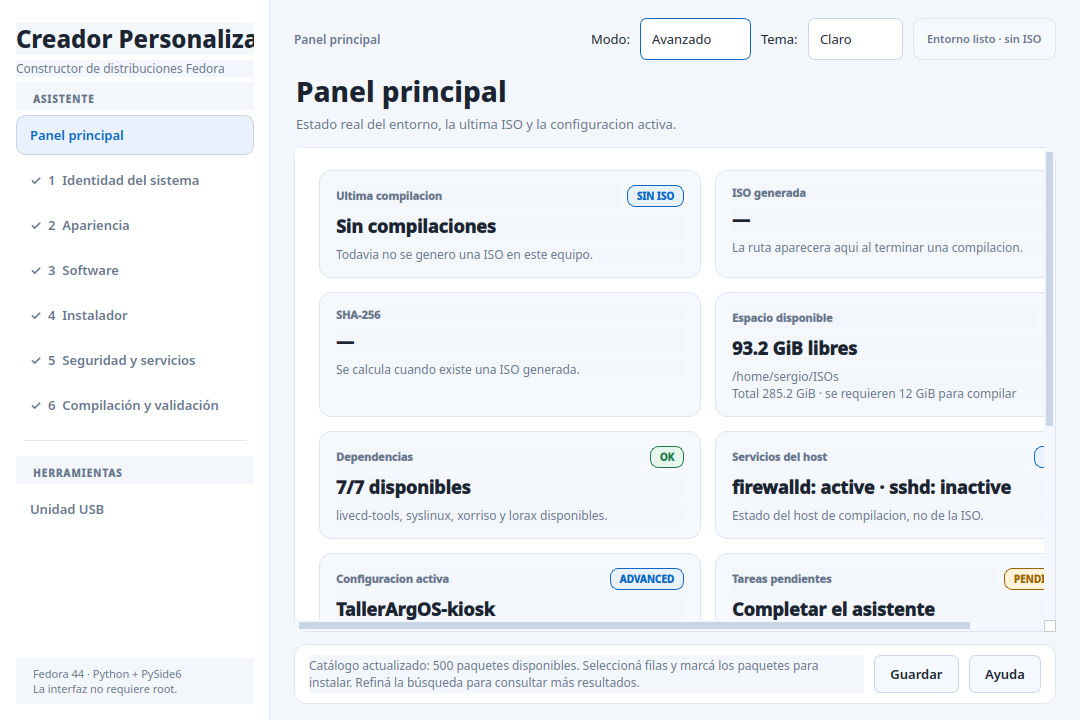 Creador Personaliza
Constructor de distribuciones Fedora
ASISTENTE
Panel principal
✓ 1 Identidad del sistema
✓ 2 Apariencia
✓ 3 Software
✓ 4 Instalador
✓ 5 Seguridad y servicios
✓ 6 Compilación y validación
HERRAMIENTAS
Unidad USB
Fedora 44 · Python + PySide6
La interfaz no requiere root.
Panel principal
Modo: Avanzado
Tema: Claro
Entorno listo · sin ISO
Panel principal
Estado real del entorno, la ultima ISO y la configuracion activa.
Ultima compilacion
SIN ISO
Sin compilaciones
Todavia no se genero una ISO en este equipo.
ISO generada
—
La ruta aparecera aqui al terminar una compilacion.
SHA-256
—
Se calcula cuando existe una ISO generada.
Espacio disponible
93.2 GiB libres
/home/sergio/ISOs
Total 285.2 GiB · se requieren 12 GiB para compilar
Dependencias
OK
7/7 disponibles
livecd-tools, syslinux, xorriso y lorax disponibles.
Servicios del host
firewalld: active · sshd: inactive
Estado del host de compilacion, no de la ISO.
Configuracion activa
ADVANCED
TallerArgOS-kiosk
Tareas pendientes
PENDI
Completar el asistente
Catálogo actualizado: 500 paquetes disponibles. Seleccioná filas y marcá los paquetes para
instalar. Refiná la búsqueda para consultar más resultados.
Guardar
Ayuda